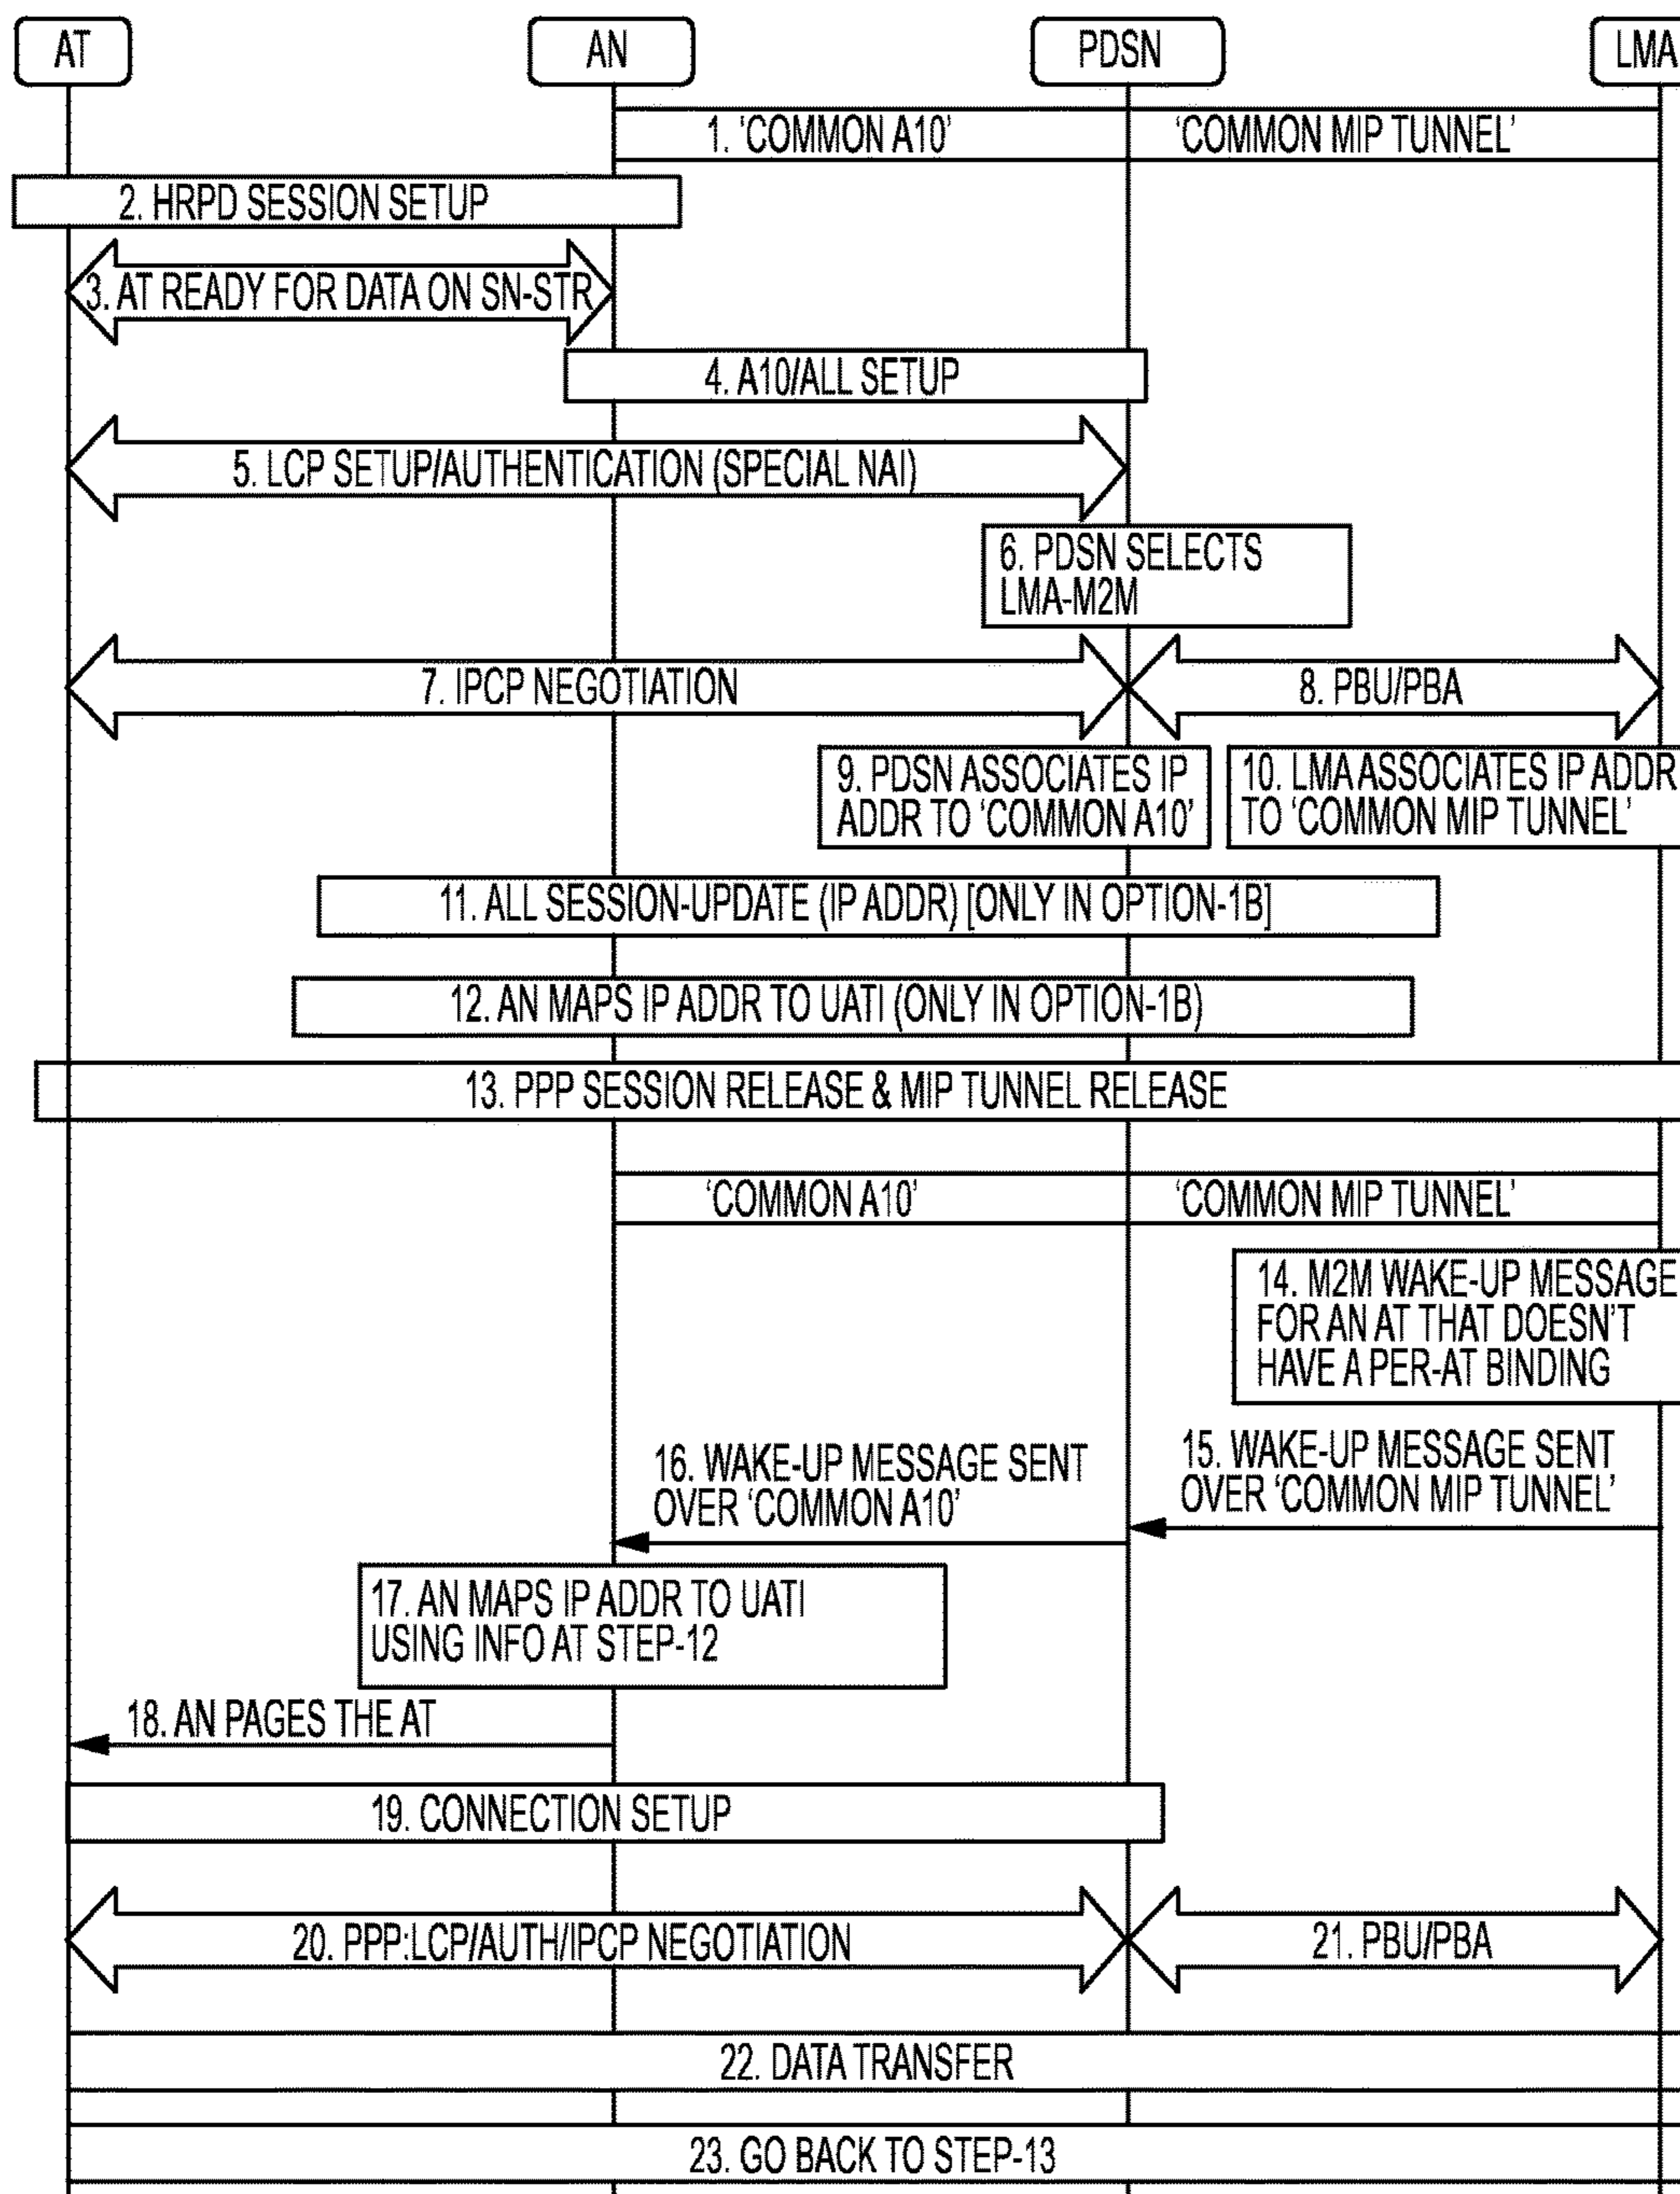 AT
AN
PDSN
LMA
1. 'COMMON A10'
'COMMON MIP TUNNEL'
2. HRPD SESSION SETUP
3. AT READY FOR DATA ON SN-STR
4. A10/ALL SETUP
5. LCP SETUP/AUTHENTICATION (SPECIAL NAI)
6. PDSN SELECTS
LMA-M2M
7. IPCP NEGOTIATION
8. PBU/PBA
9. PDSN ASSOCIATES IP
ADDR TO 'COMMON A10'
10. LMA ASSOCIATES IP ADDR
TO 'COMMON MIP TUNNEL'
11. ALL SESSION-UPDATE (IP ADDR) [ONLY IN OPTION-1B]
12. AN MAPS IP ADDR TO UATI (ONLY IN OPTION-1B)
13. PPP SESSION RELEASE & MIP TUNNEL RELEASE
'COMMON A10'
'COMMON MIP TUNNEL'
14. M2M WAKE-UP MESSAGE
FOR AN AT THAT DOESN'T
HAVE A PER-AT BINDING
15. WAKE-UP MESSAGE SENT
OVER 'COMMON MIP TUNNEL'
16. WAKE-UP MESSAGE SENT
OVER 'COMMON A10'
17. AN MAPS IP ADDR TO UATI
USING INFO AT STEP-12
18. AN PAGES THE AT
19. CONNECTION SETUP
20. PPP:LCP/AUTH/IPCP NEGOTIATION
21. PBU/PBA
22. DATA TRANSFER
23. GO BACK TO STEP-13